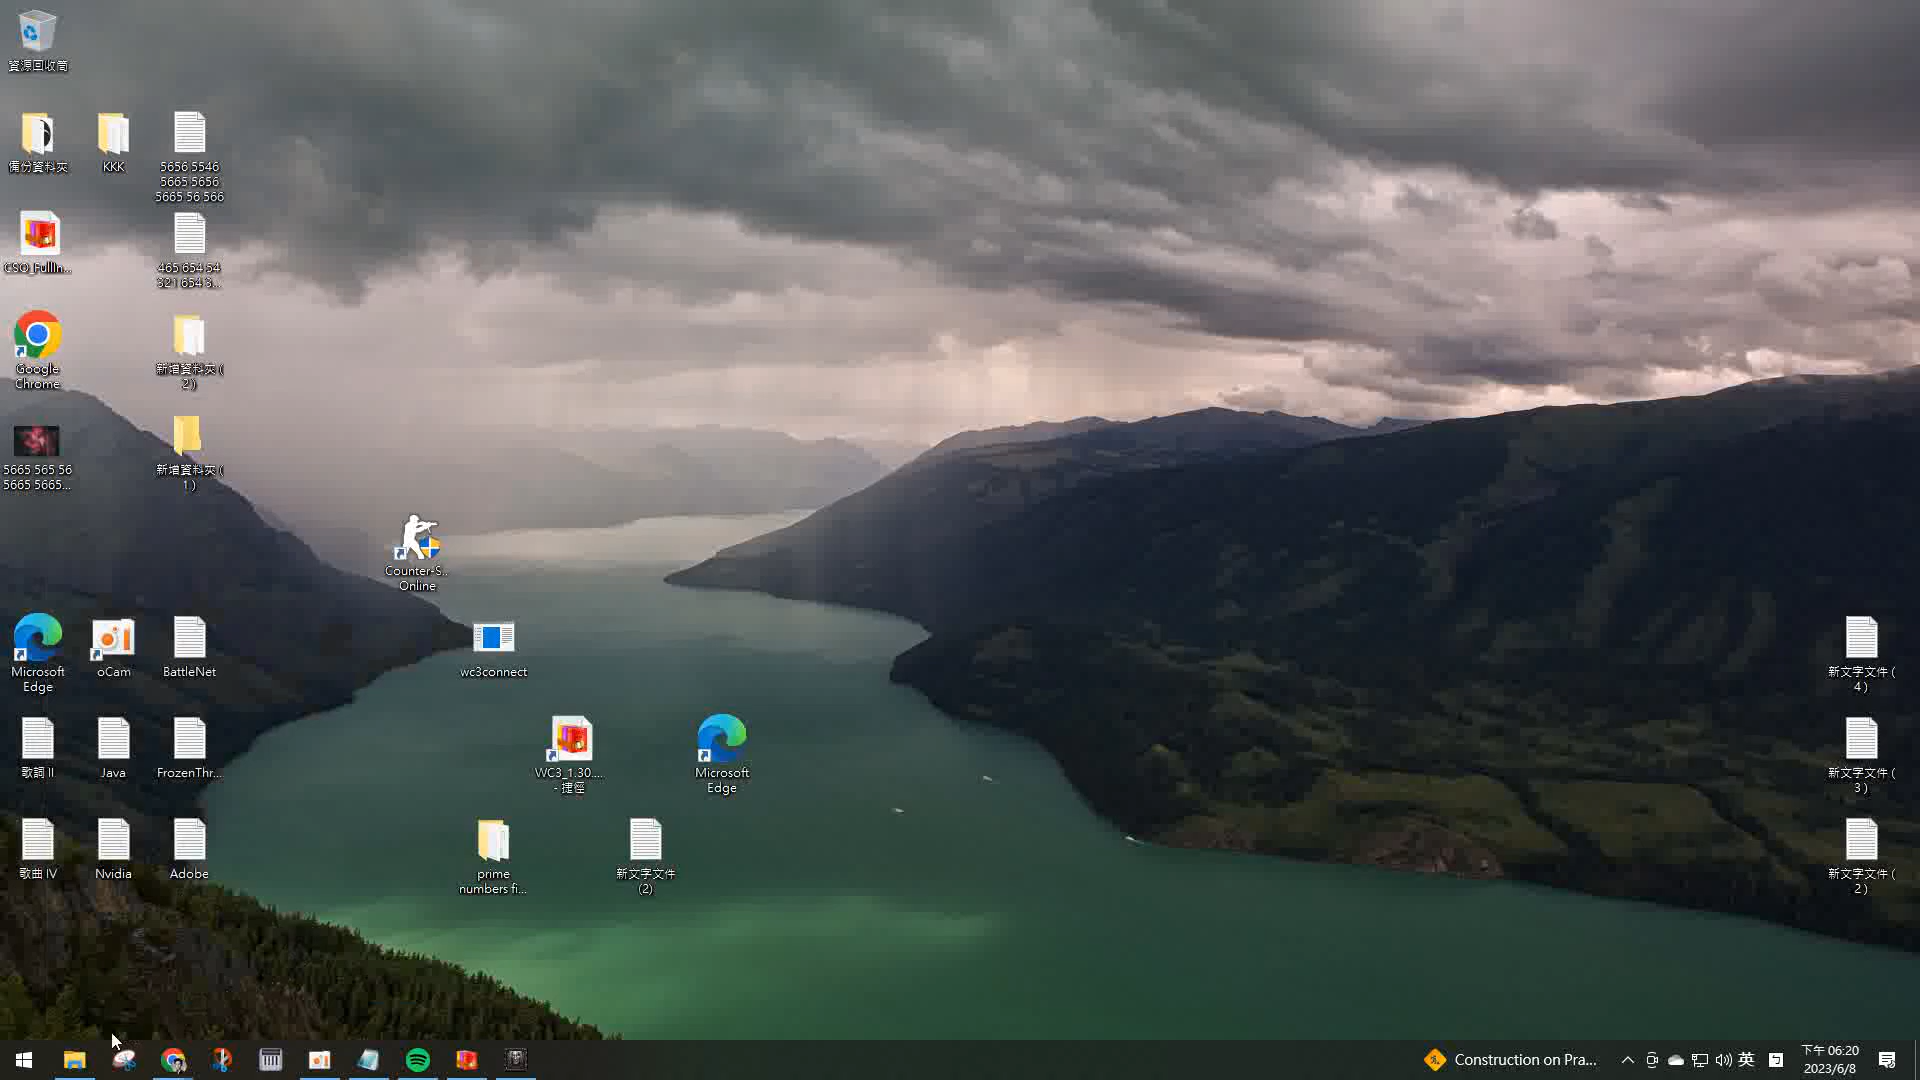 資源回收筒
備份資料夾
KKK
5656 5546
5665 5656
5665 56 566
CSO_FullIn...
465 654 54
321 654 3...
Google
Chrome
新增資料夾 (
2 )
5665 565 56
5665 5665...
新增資料夾 (
1 )
Counter-S...
Online
Microsoft
Edge
oCam
BattleNet
wc3connect
新文字文件 (
4 )
歌詞 II
Java
FrozenThr...
WC3_1.30....
- 捷徑
Microsoft
Edge
新文字文件 (
3 )
歌曲 IV
Nvidia
Adobe
prime
numbers fi...
新文字文件
(2)
新文字文件 (
2 )
Construction on Pra...
英
下午 06:20
2023/6/8